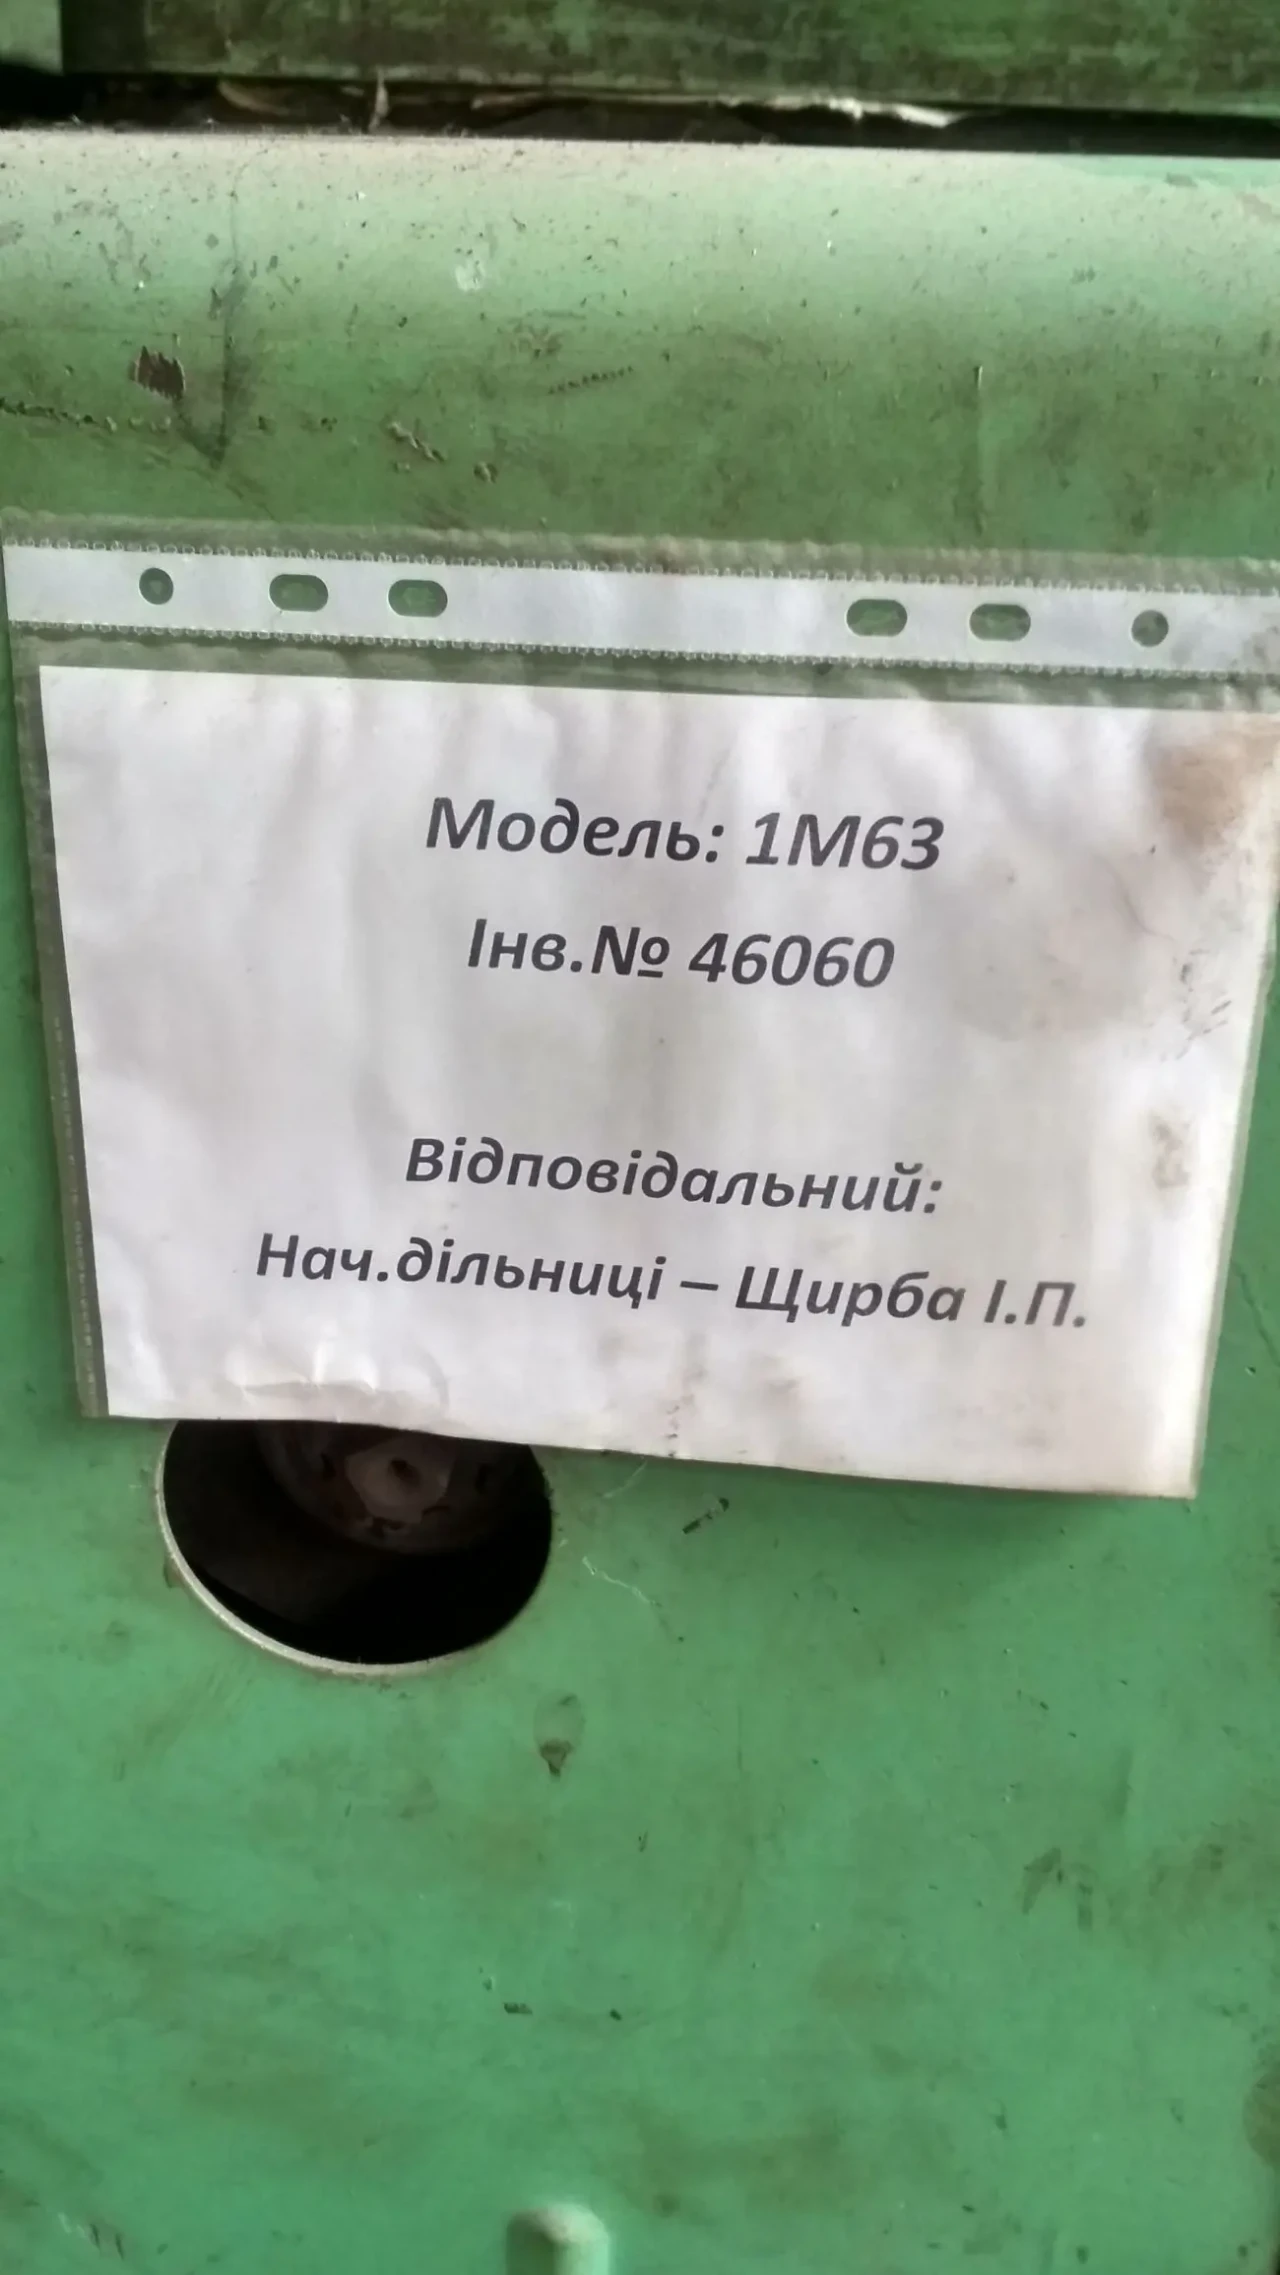 Модель: 1М63
Інв.№ 46060
Відповідальний:
Нач.дільниці – Щирба І.П.